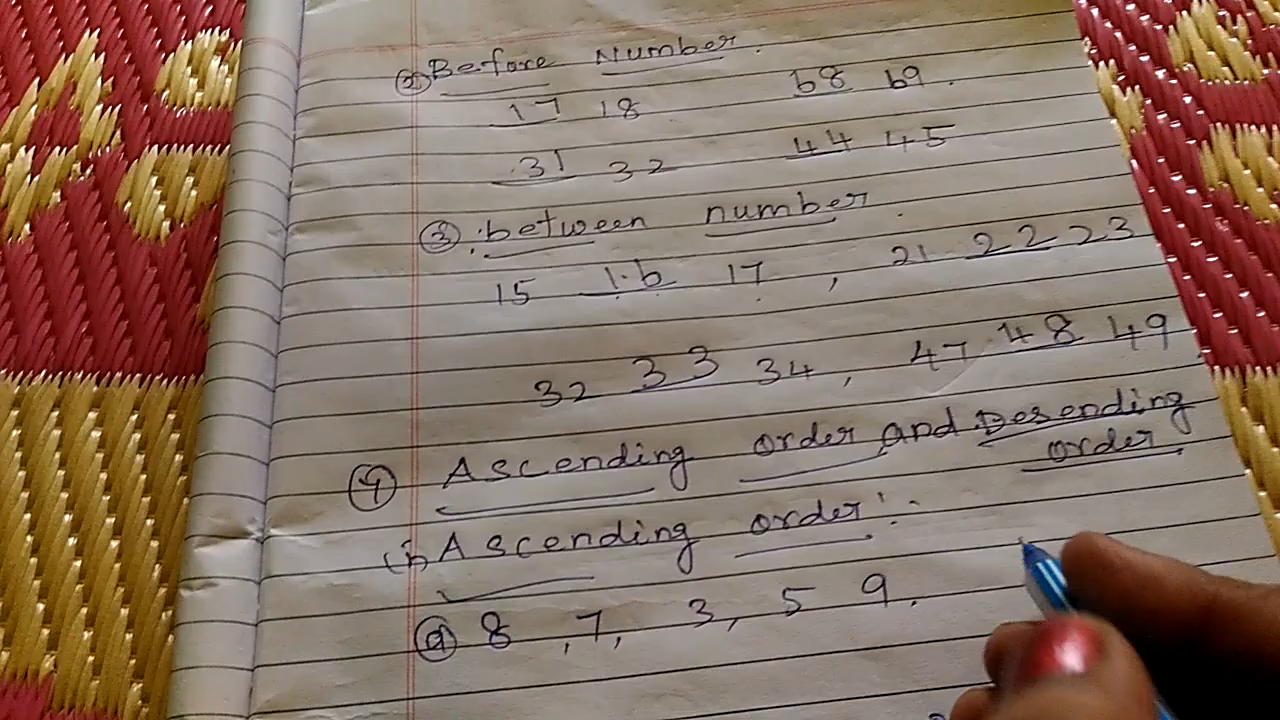 ② Before Number.
17 18 68 69.
31 32 44 45
③ between number.
15 16 17, 21 22 23
32 33 34, 47 48 49
④ Ascending order and Desending
order.
(i) Ascending order:-
ⓐ 8, 7, 3, 5 9.